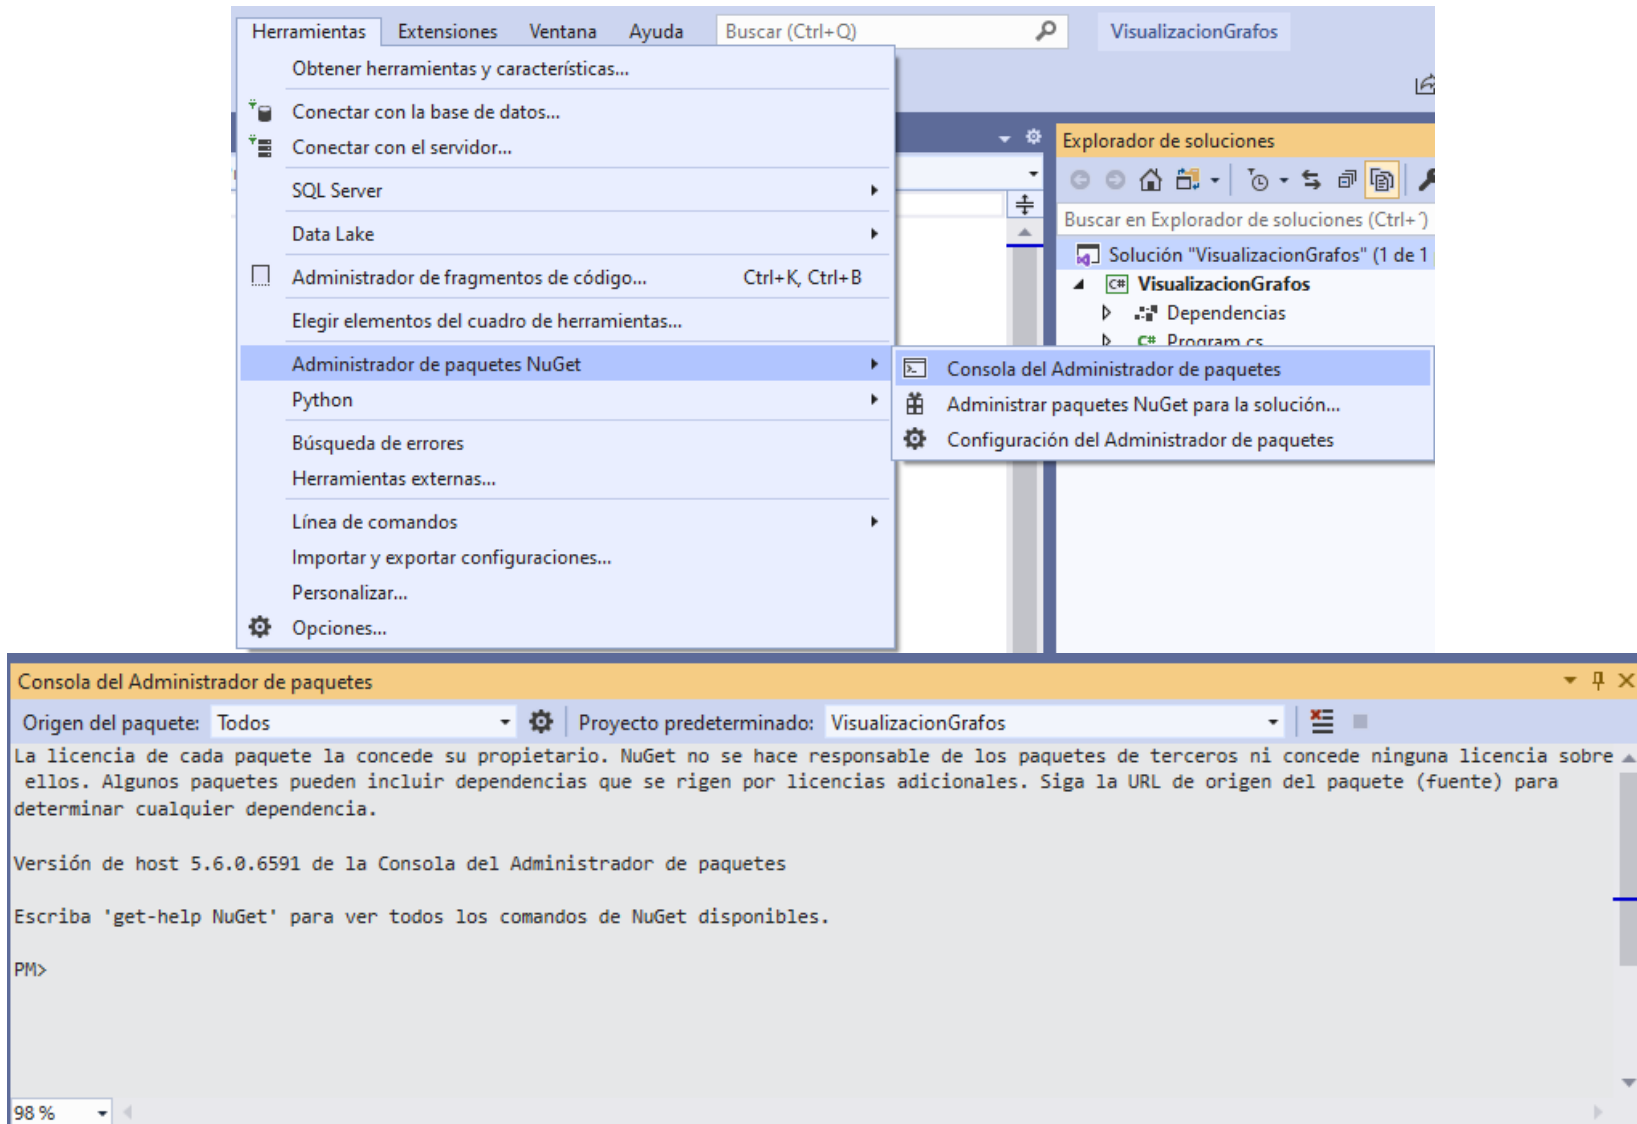 Herramientas Extensiones Ventana Ayuda Buscar (Ctrl+Q) VisualizacionGrafos
Obtener herramientas y características...
Conectar con la base de datos...
Conectar con el servidor...
SQL Server
Data Lake
Administrador de fragmentos de código... Ctrl+K, Ctrl+B
Elegir elementos del cuadro de herramientas...
Administrador de paquetes NuGet
Python
Búsqueda de errores
Herramientas externas...
Línea de comandos
Importar y exportar configuraciones...
Personalizar...
Opciones...
Explorador de soluciones
Buscar en Explorador de soluciones (Ctrl+´)
Solución "VisualizacionGrafos" (1 de 1
C# VisualizacionGrafos
Dependencias
C# Program.cs
Consola del Administrador de paquetes
Administrar paquetes NuGet para la solución...
Configuración del Administrador de paquetes
Consola del Administrador de paquetes
Origen del paquete: Todos Proyecto predeterminado: VisualizacionGrafos
La licencia de cada paquete la concede su propietario. NuGet no se hace responsable de los paquetes de terceros ni concede ninguna licencia sobre
ellos. Algunos paquetes pueden incluir dependencias que se rigen por licencias adicionales. Siga la URL de origen del paquete (fuente) para
determinar cualquier dependencia.
Versión de host 5.6.0.6591 de la Consola del Administrador de paquetes
Escriba 'get-help NuGet' para ver todos los comandos de NuGet disponibles.
PM>
98 %